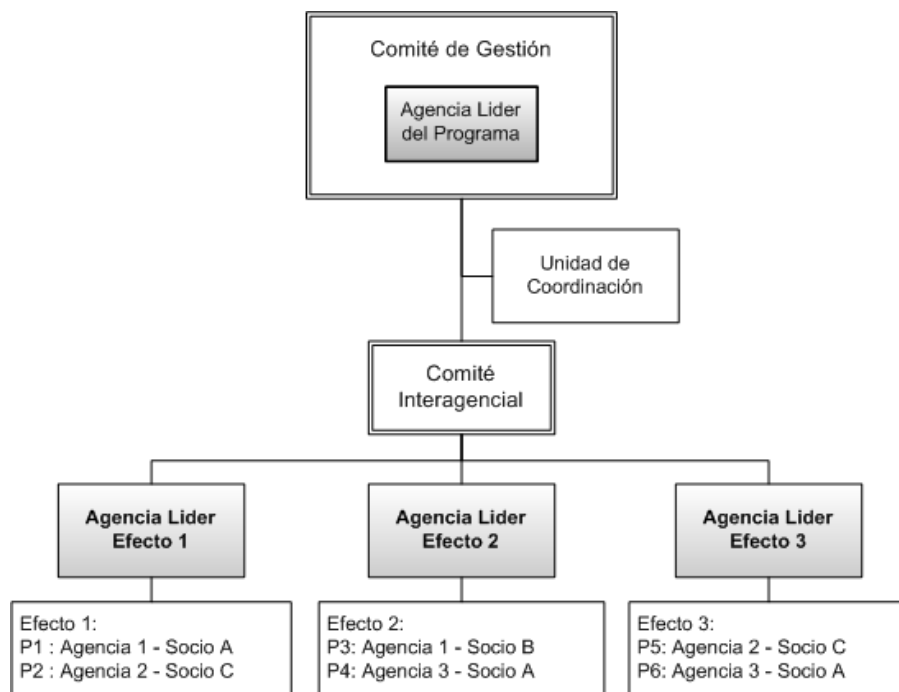 Comité de Gestión
Agencia Lider
del Programa
Unidad de
Coordinación
Comité
Interagencial
Agencia Lider
Efecto 1
Agencia Lider
Efecto 2
Agencia Lider
Efecto 3
Efecto 1:
P1 : Agencia 1 - Socio A
P2 : Agencia 2 - Socio C
Efecto 2:
P3: Agencia 1 - Socio B
P4: Agencia 3 - Socio A
Efecto 3:
P5: Agencia 2 - Socio C
P6: Agencia 3 - Socio A